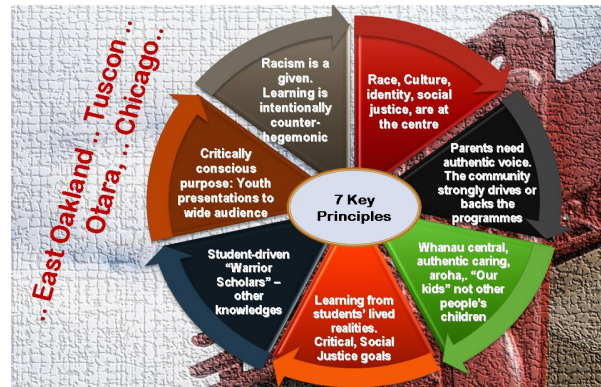 .. East Oakland .. Tuscon ..
Otara, .. Chicago..
7 Key
Principles
Race, Culture,
identity, social
justice, are at
the centre
Parents need
authentic voice.
The community
strongly drives or
backs the
programmes
Whanau central,
authentic caring,
aroha,. “Our
kids” not other
people's
children
Learning from
students’ lived
realities.
Critical, Social
Justice goals
Student-driven
“Warrior
Scholars” –
other
knowledges
Critically
conscious
purpose: Youth
presentations to
wide audience
Racism is a
given.
Learning is
intentionally
counter-
hegemonic